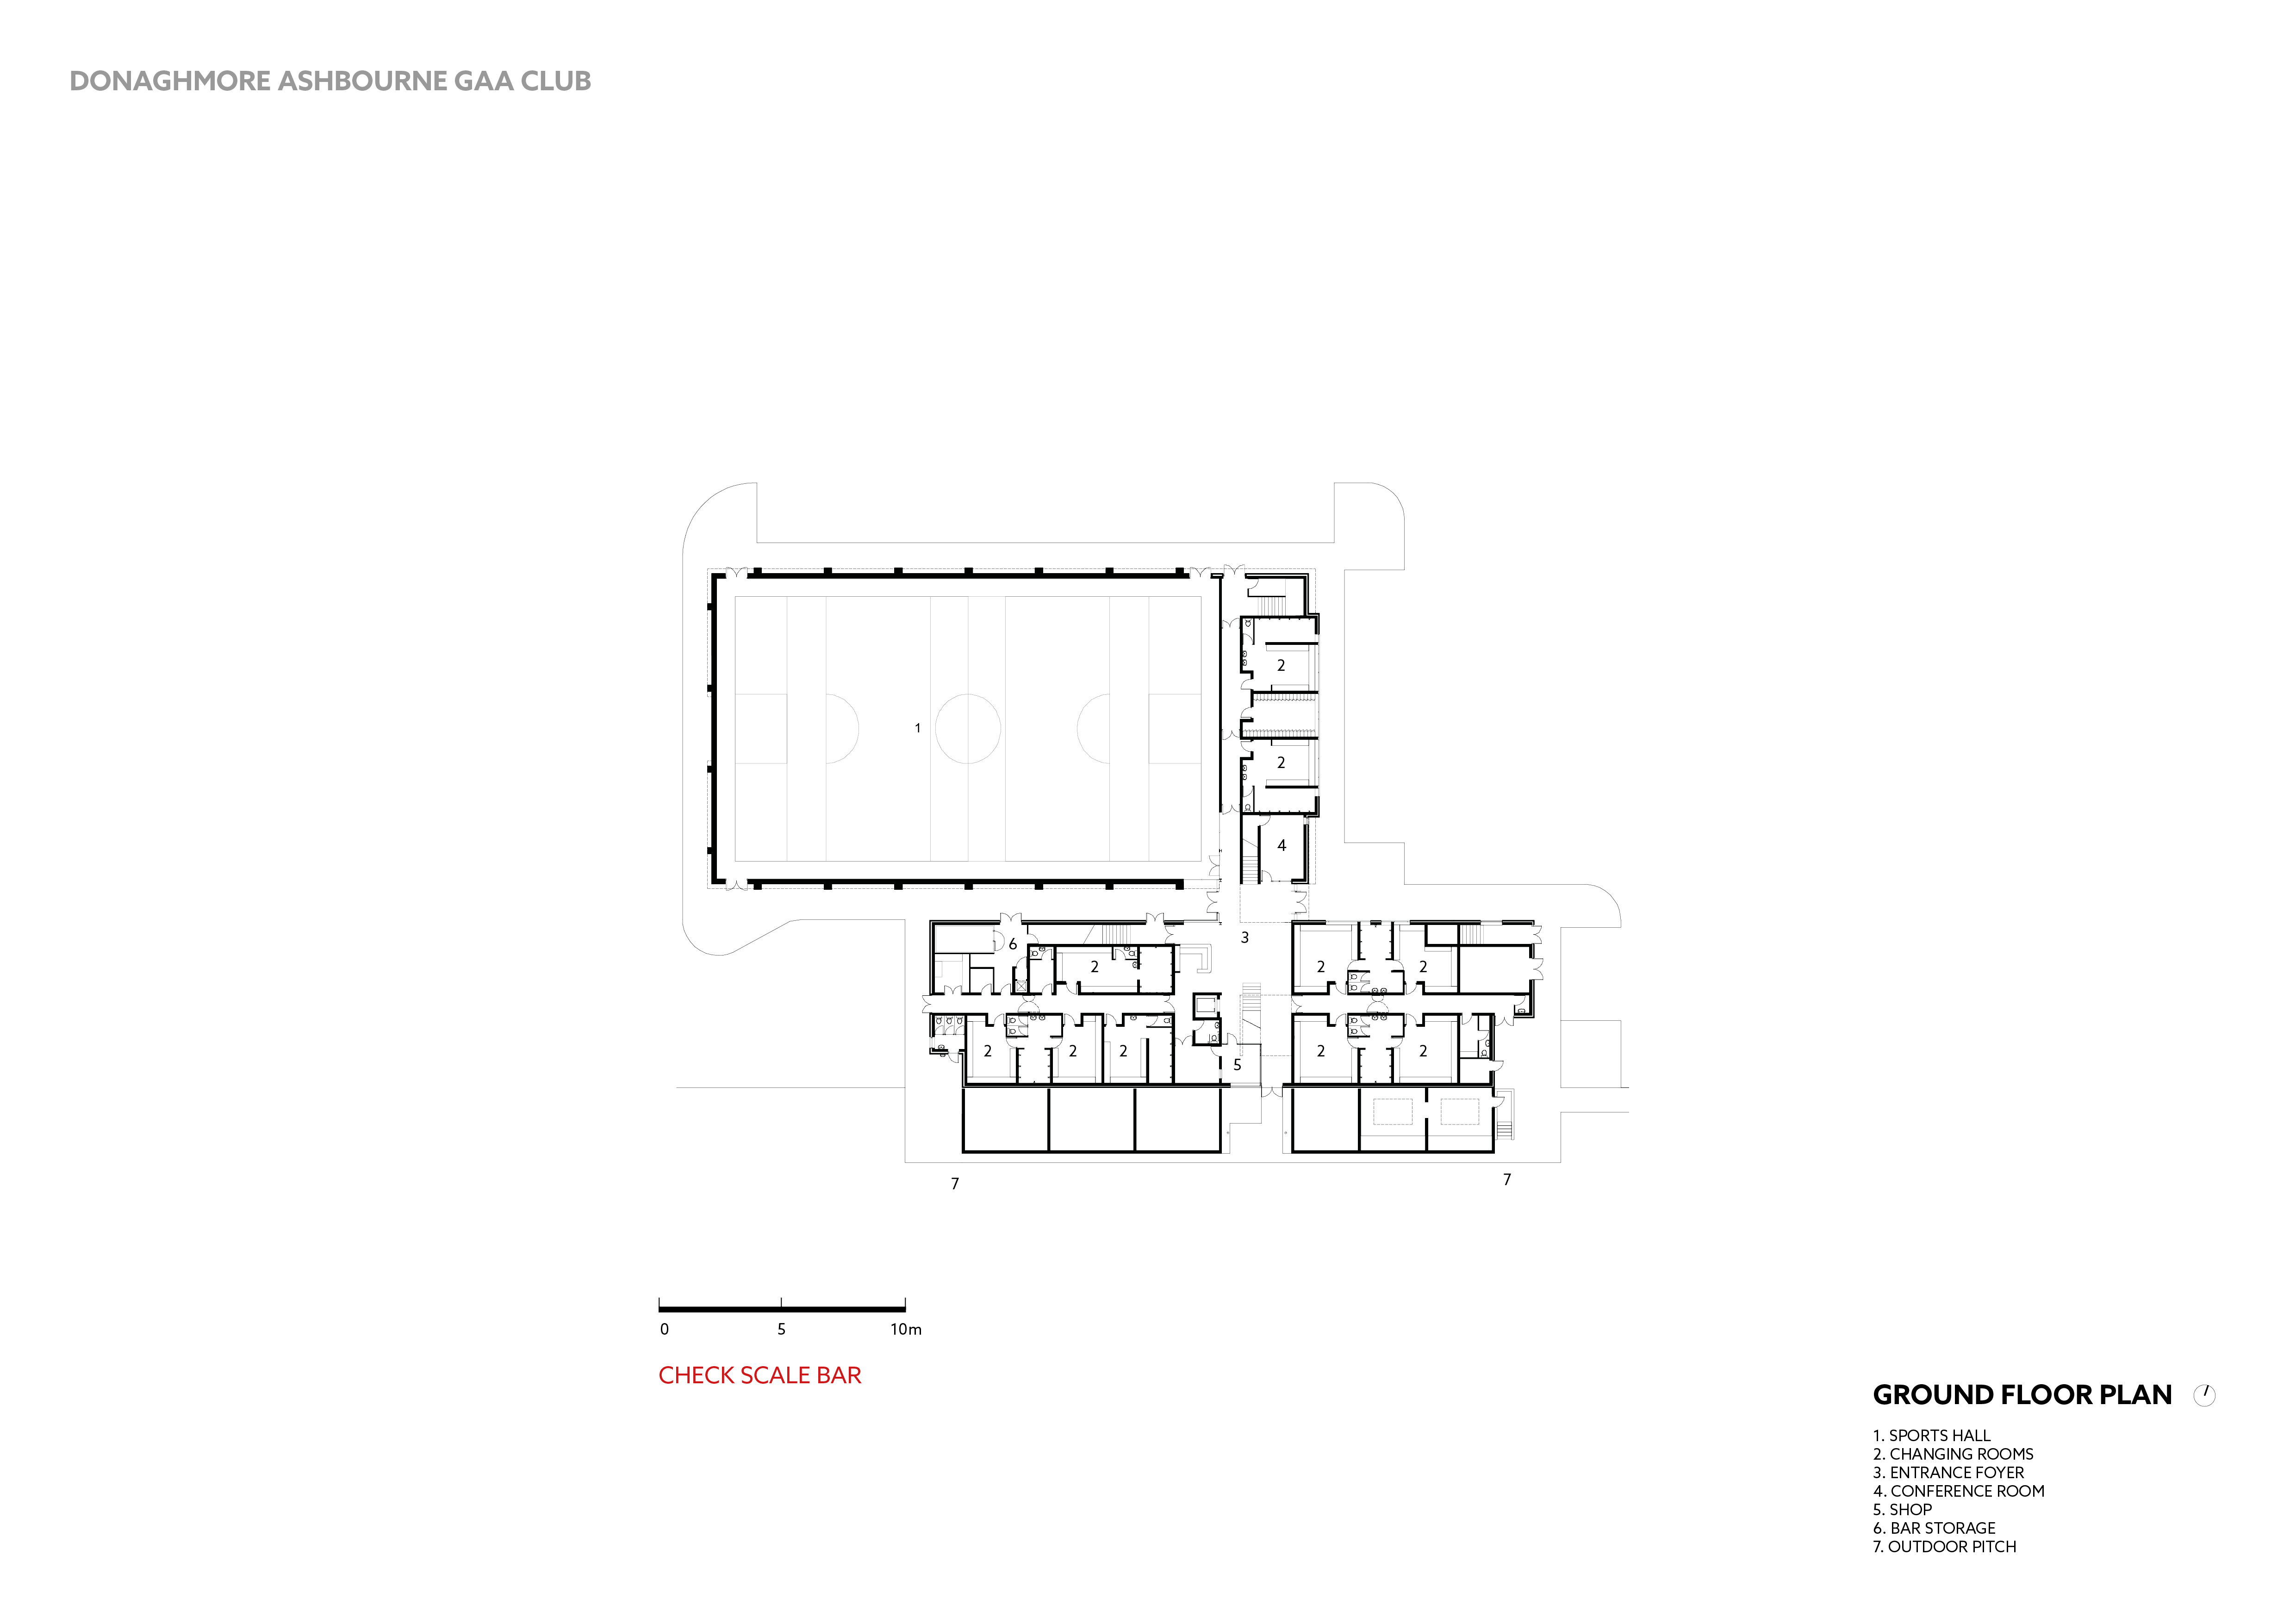 DONAGHMORE ASHBOURNE GAA CLUB
2
1
2
4
3
6
2
2
2
2
2
2
2
2
5
7
7
0 5 10m
CHECK SCALE BAR
GROUND FLOOR PLAN
1. SPORTS HALL
2. CHANGING ROOMS
3. ENTRANCE FOYER
4. CONFERENCE ROOM
5. SHOP
6. BAR STORAGE
7. OUTDOOR PITCH